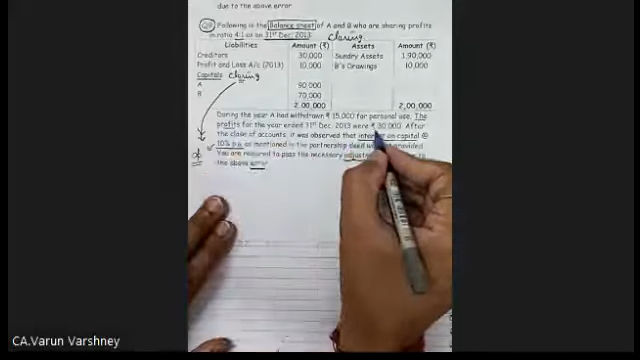 due to the above error
Q9 Following is the Balance sheet of A and B who are sharing profits
in ratio 4:1 as on 31st Dec. 2013: closing
Liabilities Amount (₹) Assets Amount (₹)
Creditors 30,000 Sundry Assets 1,90,000
Profit and Loss A/c (2013) 10,000 B's Drawings 10,000
Capitals closing
A 90,000
B 70,000
2,00,000 2,00,000
During the year A had withdrawn ₹ 15,000 for personal use. The
profits for the year ended 31st Dec. 2013 were ₹ 30,000. After
the close of accounts, it was observed that interest on capital @
10% p.a. as mentioned in the partnership deed
You are required to pass the necessary
the above error
CA.Varun Varshney